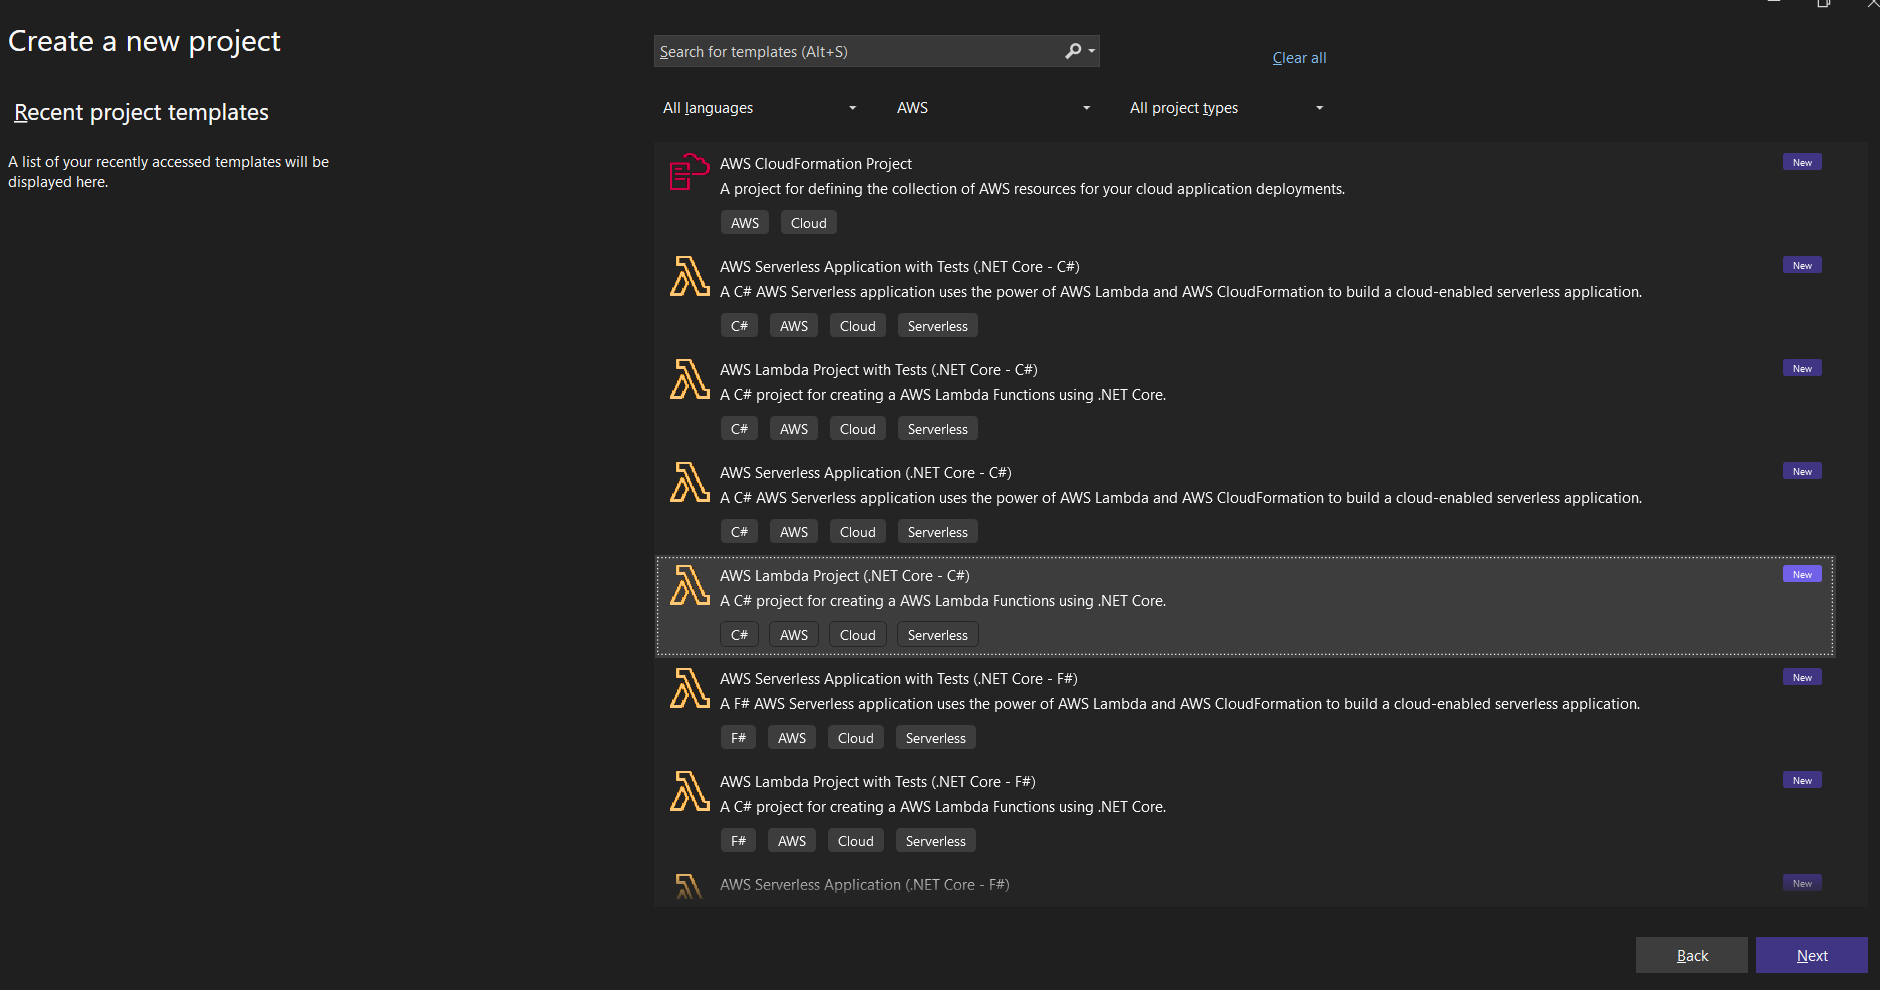 Create a new project
Search for templates (Alt+S)
Clear all
Recent project templates
All languages
AWS
All project types
A list of your recently accessed templates will be
displayed here.
AWS CloudFormation Project
New
A project for defining the collection of AWS resources for your cloud application deployments.
AWS Cloud
AWS Serverless Application with Tests (.NET Core - C#)
New
A C# AWS Serverless application uses the power of AWS Lambda and AWS CloudFormation to build a cloud-enabled serverless application.
C# AWS Cloud Serverless
AWS Lambda Project with Tests (.NET Core - C#)
New
A C# project for creating a AWS Lambda Functions using .NET Core.
C# AWS Cloud Serverless
AWS Serverless Application (.NET Core - C#)
New
A C# AWS Serverless application uses the power of AWS Lambda and AWS CloudFormation to build a cloud-enabled serverless application.
C# AWS Cloud Serverless
AWS Lambda Project (.NET Core - C#)
New
A C# project for creating a AWS Lambda Functions using .NET Core.
C# AWS Cloud Serverless
AWS Serverless Application with Tests (.NET Core - F#)
New
A F# AWS Serverless application uses the power of AWS Lambda and AWS CloudFormation to build a cloud-enabled serverless application.
F# AWS Cloud Serverless
AWS Lambda Project with Tests (.NET Core - F#)
New
A C# project for creating a AWS Lambda Functions using .NET Core.
F# AWS Cloud Serverless
AWS Serverless Application (.NET Core - F#)
New
Back
Next